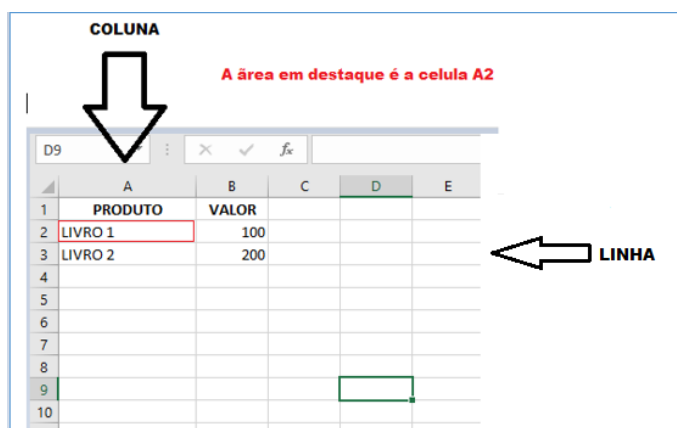 COLUNA
A ãrea em destaque é a celula A2
D9 fx
A B C D E
1 PRODUTO VALOR
2 LIVRO 1 100
3 LIVRO 2 200
LINHA
4
5
6
7
8
9
10